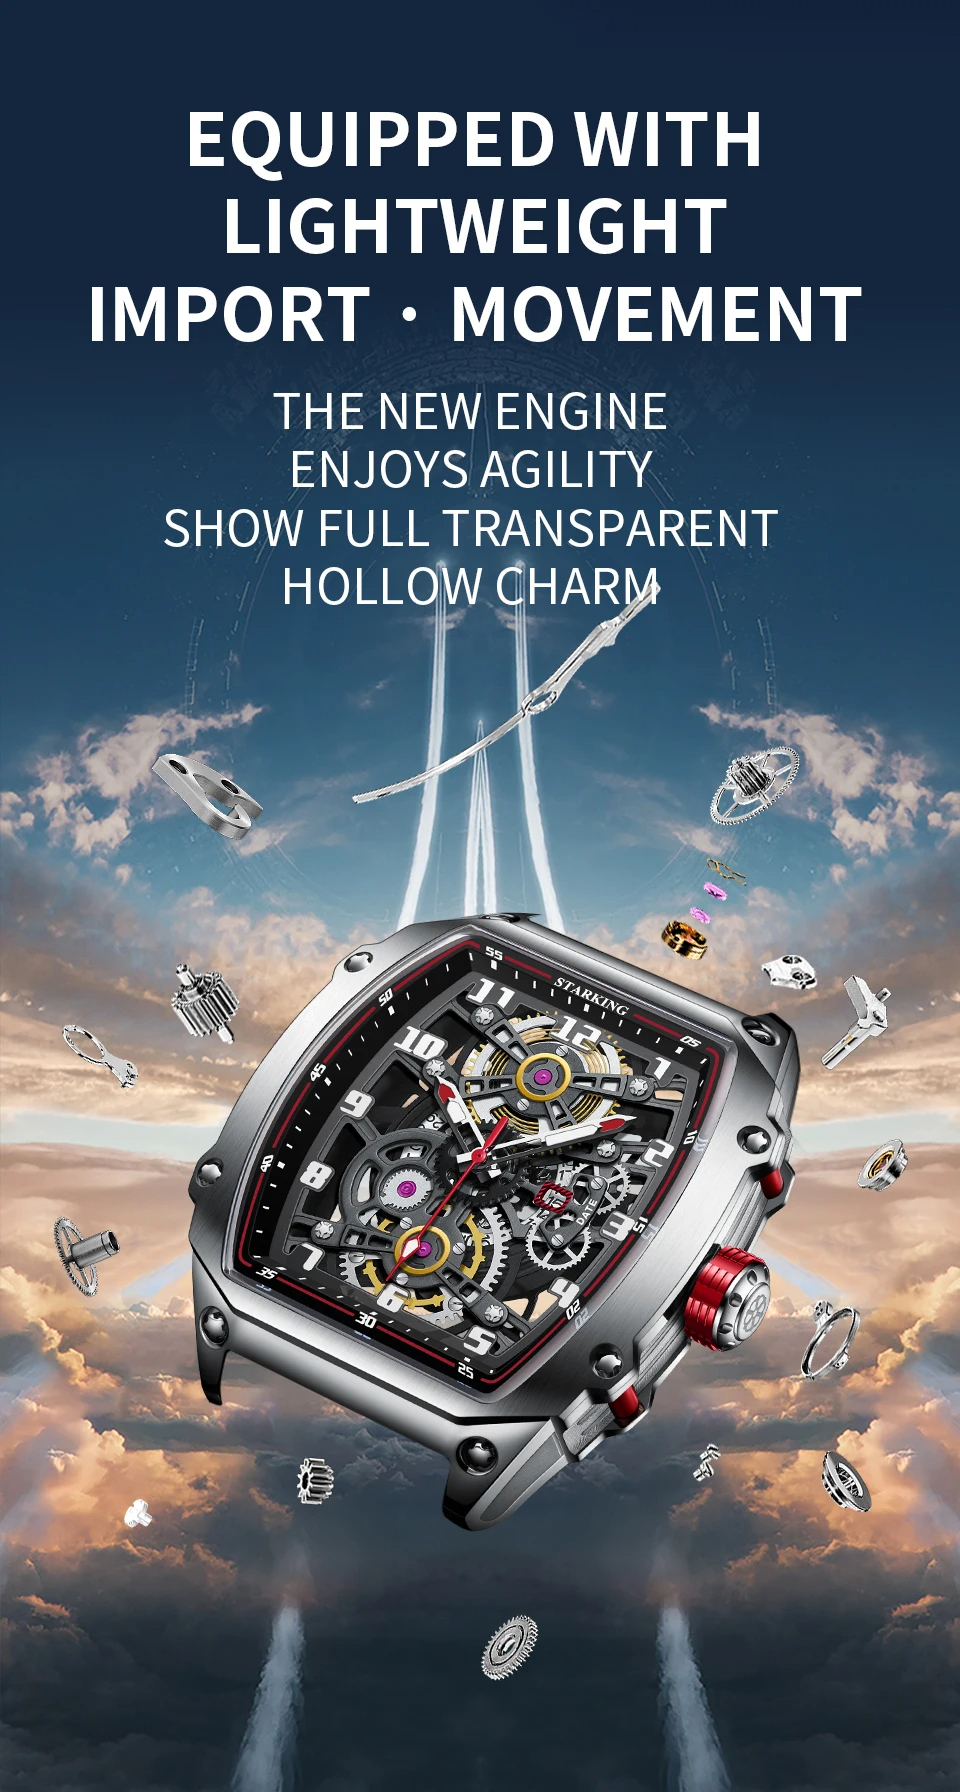 EQUIPPED WITH
LIGHTWEIGHT
IMPORT · MOVEMENT
THE NEW ENGINE
ENJOYS AGILITY
SHOW FULL TRANSPARENT
HOLLOW CHARM
STARKING
55
05
50
11
12
1
10
45
9
2
10
40
8
3
15
DATE
7
4
20
35
6
5
30
25